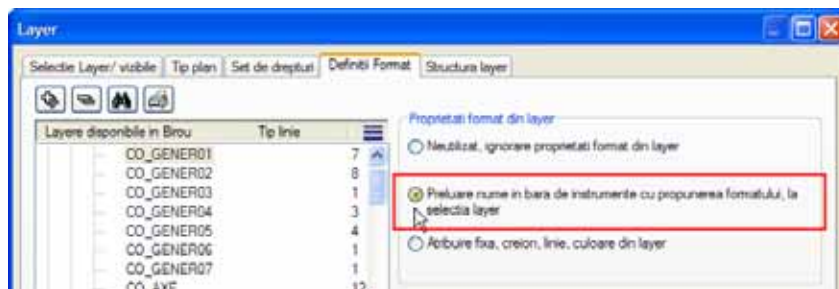 Layer
Selectie Layer/ vizibile Tip plan Set de drepturi Definitii Format Structura layer
Layere disponibile in Birou Tip linie
CO_GENER01 7
CO_GENER02 8
CO_GENER03 1
CO_GENER04 3
CO_GENER05 4
CO_GENER06 1
CO_GENER07 1
CO_AXE 12
Proprietati format din layer
Neutilizat, ignorare proprietati format din layer
Preluare nume in bara de instrumente cu propunerea formatului, la
selectia layer
Atribuire fixa, creion, linie, culoare din layer